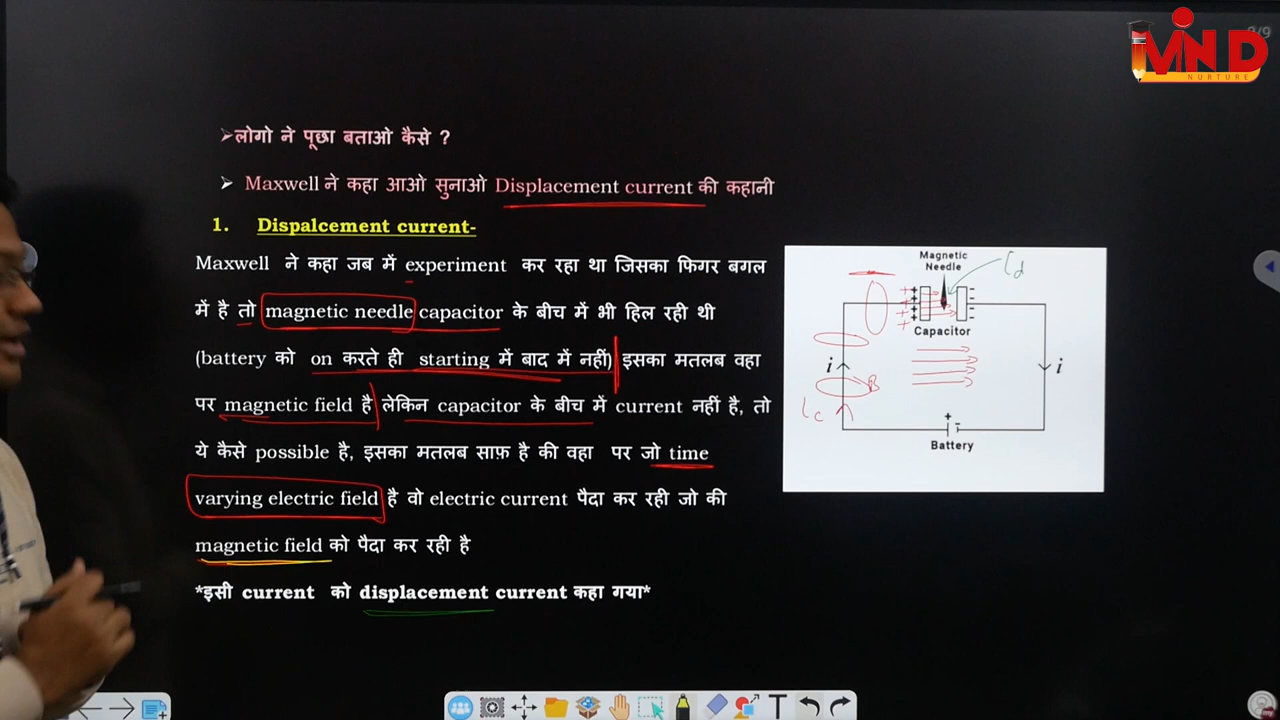 MIND
NURTURE
➢लोगो ने पूछा बताओ कैसे ?
➢ Maxwell ने कहा आओ सुनाओ Displacement current की कहानी
1. Dispalcement current-
Maxwell ने कहा जब में experiment कर रहा था जिसका फिगर बगल
में है तो magnetic needle capacitor के बीच में भी हिल रही थी
(battery को on करते ही starting में बाद में नहीं) इसका मतलब वहा
पर magnetic field है लेकिन capacitor के बीच में current नहीं है, तो
ये कैसे possible है, इसका मतलब साफ़ है की वहा पर जो time
varying electric field है वो electric current पैदा कर रही जो की
magnetic field को पैदा कर रही है
*इसी current को displacement current कहा गया*
Magnetic
Needle
Id
+ -
Capacitor
i
i
B
Ic
+ -
Battery
T